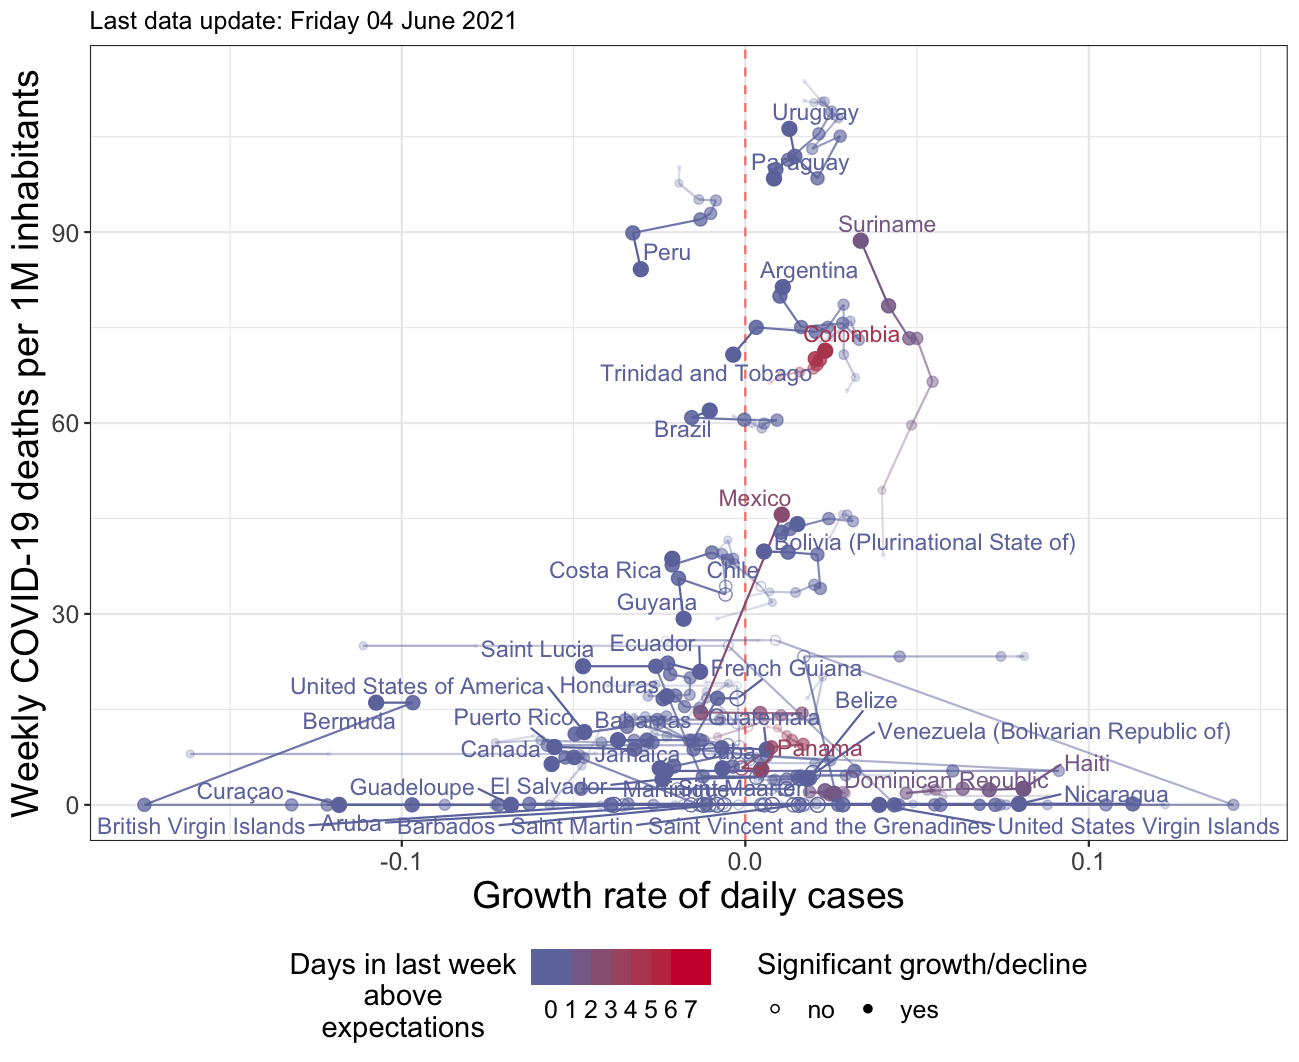 Last data update: Friday 04 June 2021
Weekly COVID-19 deaths per 1M inhabitants
90
60
30
0
Uruguay
Paraguay
Suriname
Peru
Argentina
Colombia
Trinidad and Tobago
Brazil
Mexico
Bolivia (Plurinational State of)
Costa Rica
Chile
Guyana
Saint Lucia
Ecuador
French Guiana
United States of America
Honduras
Belize
Bermuda
Puerto Rico
Bahamas
Guatemala
Venezuela (Bolivarian Republic of)
Canada
Jamaica
Cuba
Panama
Haiti
Curaçao
Guadeloupe
El Salvador
Martinique
Sint Maarten
Dominican Republic
Nicaragua
British Virgin Islands
Aruba
Barbados
Saint Martin
Saint Vincent and the Grenadines
United States Virgin Islands
-0.1
0.0
0.1
Growth rate of daily cases
Days in last week
above
expectations
0 1 2 3 4 5 6 7
Significant growth/decline
no
yes